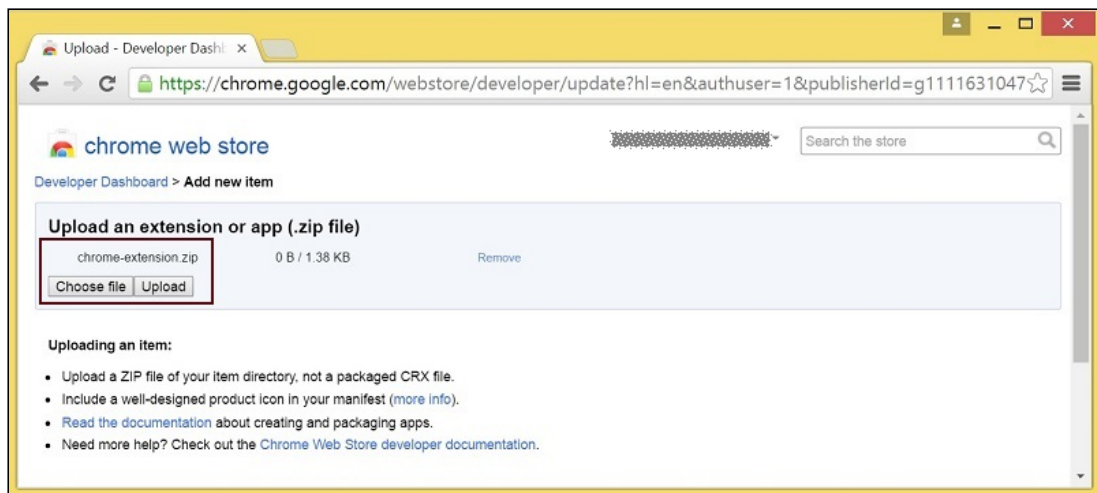 Upload - Developer Dash
https://chrome.google.com/webstore/developer/update?hl=en&authuser=1&publisherId=g1111631047
chrome web store
Search the store
Developer Dashboard > Add new item
Upload an extension or app (.zip file)
chrome-extension.zip 0 B / 1.38 KB Remove
Choose file Upload
Uploading an item:
• Upload a ZIP file of your item directory, not a packaged CRX file.
• Include a well-designed product icon in your manifest (more info).
• Read the documentation about creating and packaging apps.
• Need more help? Check out the Chrome Web Store developer documentation.